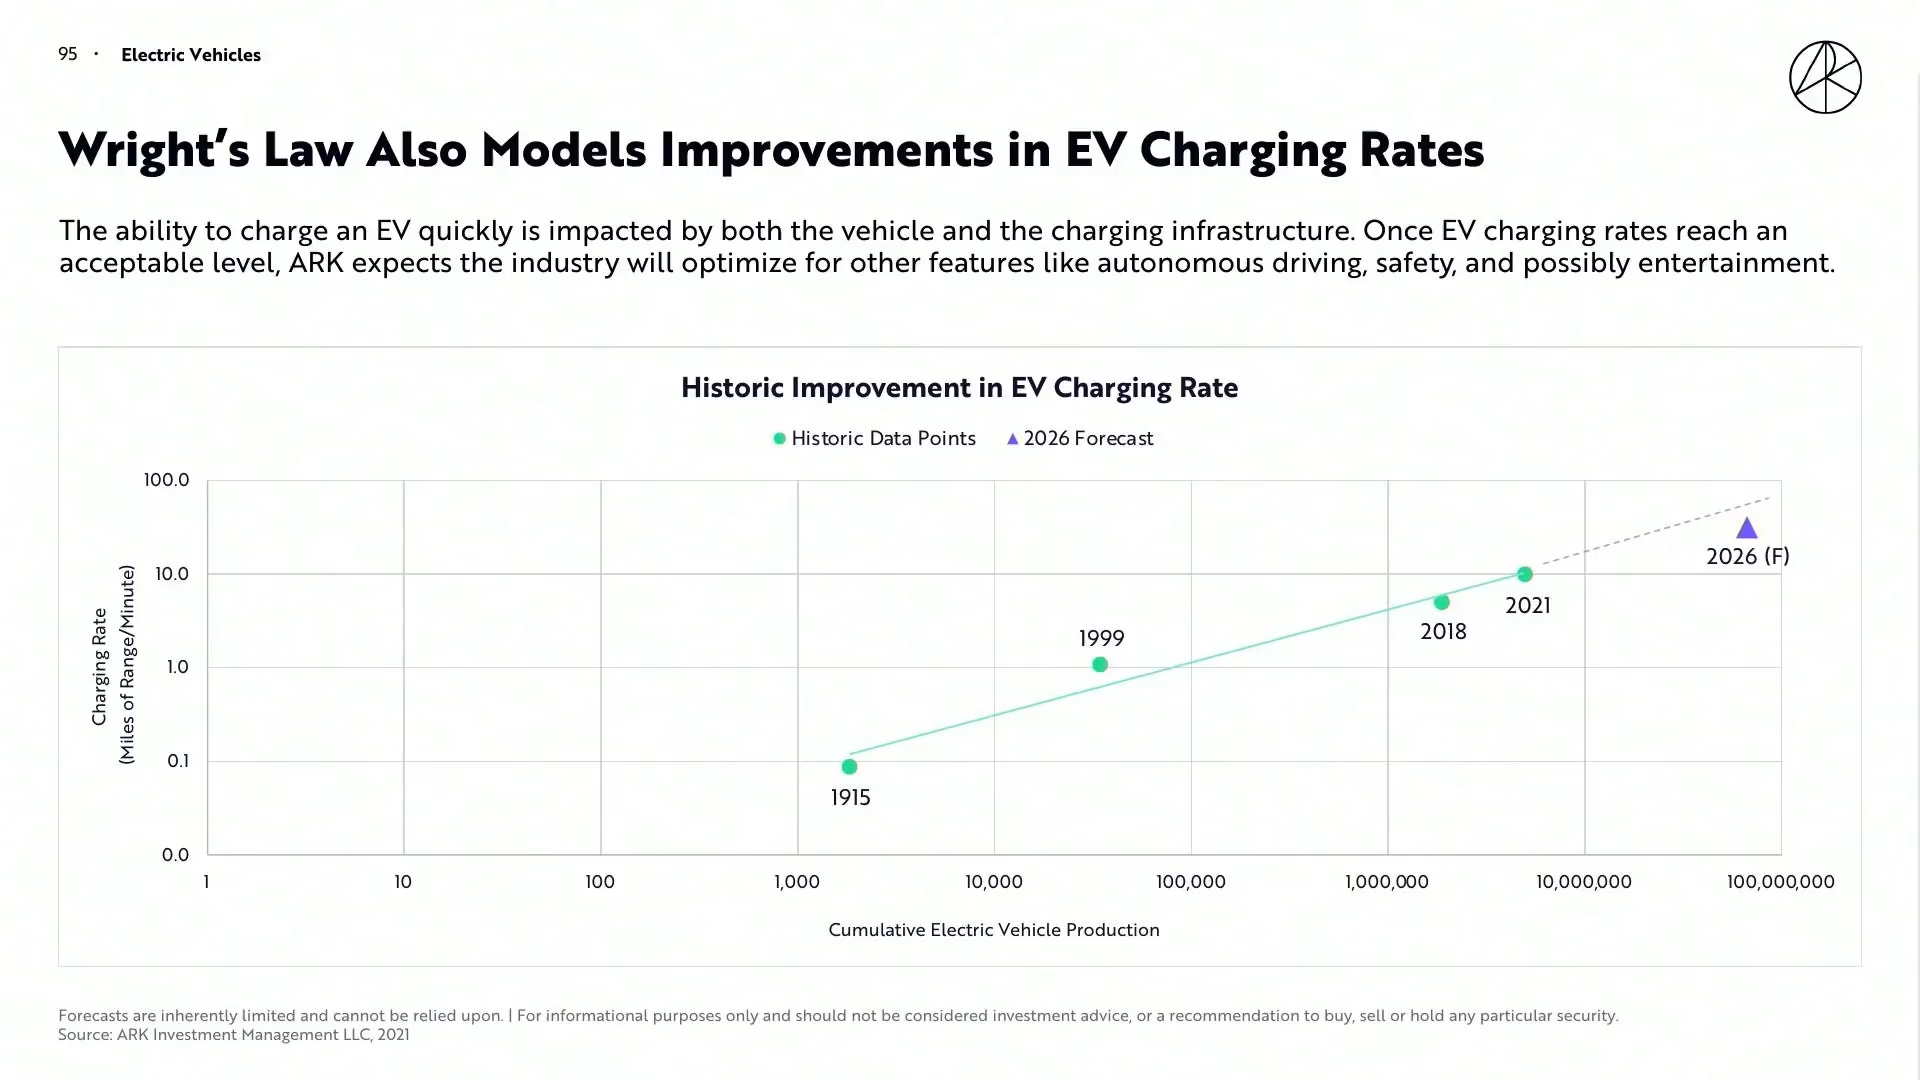 95 · Electric Vehicles
Wright’s Law Also Models Improvements in EV Charging Rates
The ability to charge an EV quickly is impacted by both the vehicle and the charging infrastructure. Once EV charging rates reach an
acceptable level, ARK expects the industry will optimize for other features like autonomous driving, safety, and possibly entertainment.
Historic Improvement in EV Charging Rate
Historic Data Points 2026 Forecast
Charging Rate
(Miles of Range/Minute)
100.0
10.0
1.0
0.1
0.0
1915
1999
2018
2021
2026 (F)
1 10 100 1,000 10,000 100,000 1,000,000 10,000,000 100,000,000
Cumulative Electric Vehicle Production
Forecasts are inherently limited and cannot be relied upon. | For informational purposes only and should not be considered investment advice, or a recommendation to buy, sell or hold any particular security.
Source: ARK Investment Management LLC, 2021